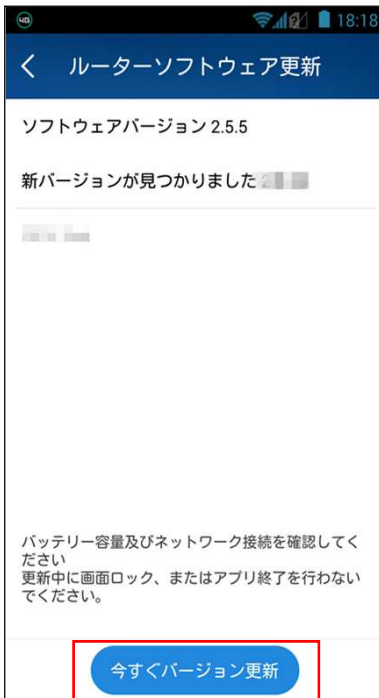 4G 18:18
ルーターソフトウェア更新
ソフトウェアバージョン 2.5.5
新バージョンが見つかりました
バッテリー容量及びネットワーク接続を確認してく
ださい
更新中に画面ロック、またはアプリ終了を行わない
でください。
今すぐバージョン更新